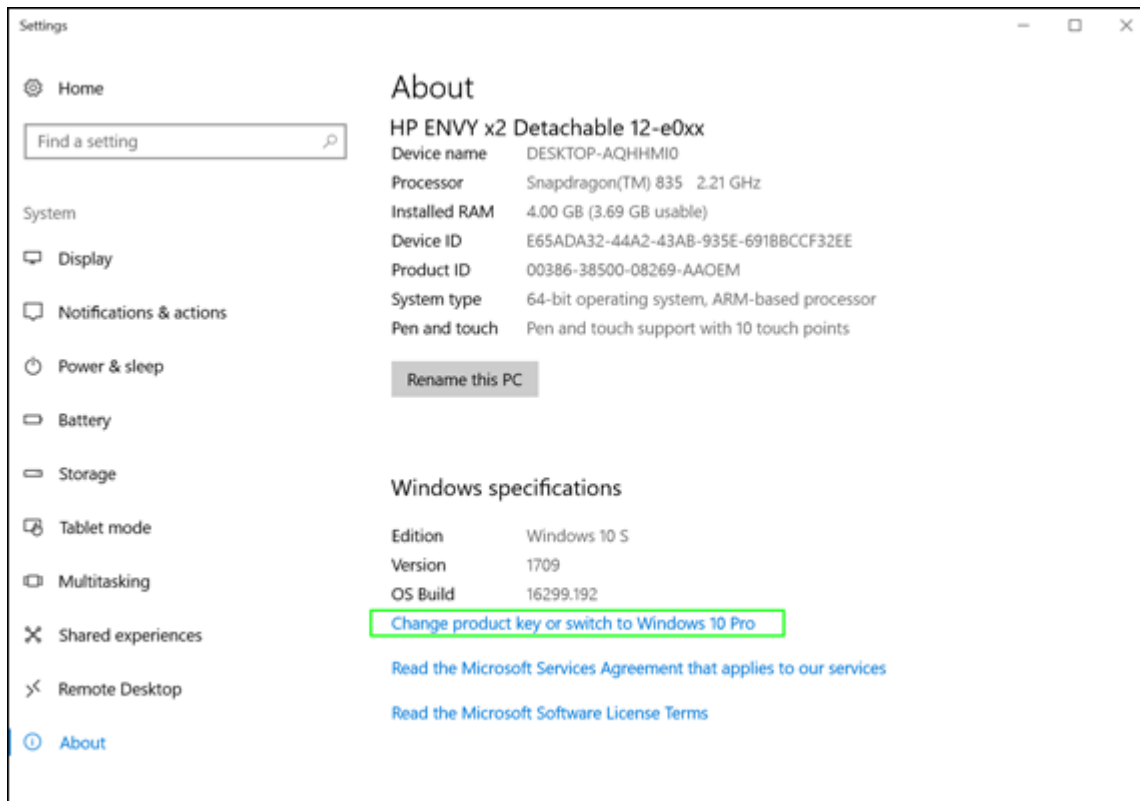 Settings
Home
Find a setting
System
Display
Notifications & actions
Power & sleep
Battery
Storage
Tablet mode
Multitasking
Shared experiences
Remote Desktop
About
About
HP ENVY x2 Detachable 12-e0xx
Device name DESKTOP-AQHHMI0
Processor Snapdragon(TM) 835 2.21 GHz
Installed RAM 4.00 GB (3.69 GB usable)
Device ID E65ADA32-44A2-43AB-935E-691BBCCF32EE
Product ID 00386-38500-08269-AAOEM
System type 64-bit operating system, ARM-based processor
Pen and touch Pen and touch support with 10 touch points
Rename this PC
Windows specifications
Edition Windows 10 S
Version 1709
OS Build 16299.192
Change product key or switch to Windows 10 Pro
Read the Microsoft Services Agreement that applies to our services
Read the Microsoft Software License Terms